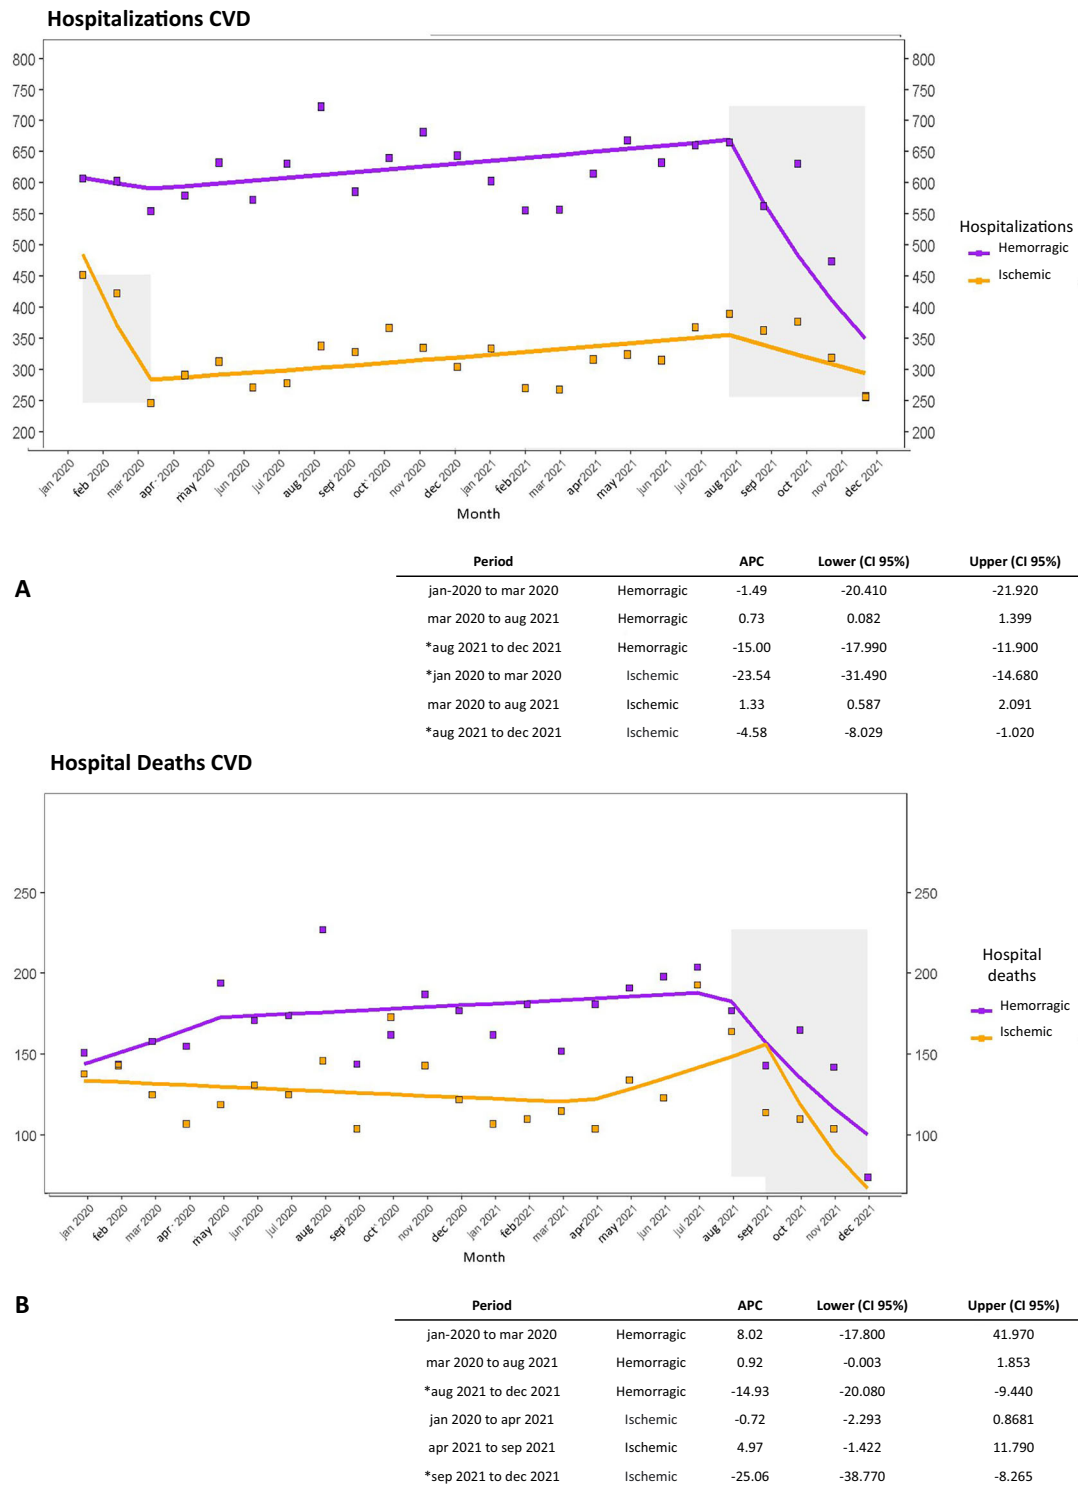 Hospitalizations CVD
800 800
750 750
700 700
650 650
600 600
550 550
500 500
450 450
400 400
350 350
300 300
250 250
200 200
Hospitalizations
Hemorragic
Ischemic
jan 2020 feb 2020 mar 2020 apr 2020 may 2020 jun 2020 jul 2020 aug 2020 sep 2020 oct 2020 nov 2020 dec 2020 jan 2021 feb2021 mar 2021 apr2021 may 2021 jun 2021 jul 2021 aug 2021 sep 2021 oct 2021 nov 2021 dec 2021
Month
A
Period APC Lower (CI 95%) Upper (CI 95%)
jan-2020 to mar 2020 Hemorragic -1.49 -20.410 -21.920
mar 2020 to aug 2021 Hemorragic 0.73 0.082 1.399
*aug 2021 to dec 2021 Hemorragic -15.00 -17.990 -11.900
*jan 2020 to mar 2020 Ischemic -23.54 -31.490 -14.680
mar 2020 to aug 2021 Ischemic 1.33 0.587 2.091
*aug 2021 to dec 2021 Ischemic -4.58 -8.029 -1.020
Hospital Deaths CVD
250 250
200 200
150 150
100 100
Hospital
deaths
Hemorragic
Ischemic
jan 2020 feb 2020 mar 2020 apr 2020 may 2020 jun 2020 jul 2020 aug 2020 sep 2020 oct 2020 nov 2020 dec 2020 jan 2021 feb2021 mar 2021 apr2021 may 2021 jun 2021 jul 2021 aug 2021 sep 2021 oct 2021 nov 2021 dec 2021
Month
B
Period APC Lower (CI 95%) Upper (CI 95%)
jan-2020 to mar 2020 Hemorragic 8.02 -17.800 41.970
mar 2020 to aug 2021 Hemorragic 0.92 -0.003 1.853
*aug 2021 to dec 2021 Hemorragic -14.93 -20.080 -9.440
jan 2020 to apr 2021 Ischemic -0.72 -2.293 0.8681
apr 2021 to sep 2021 Ischemic 4.97 -1.422 11.790
*sep 2021 to dec 2021 Ischemic -25.06 -38.770 -8.265